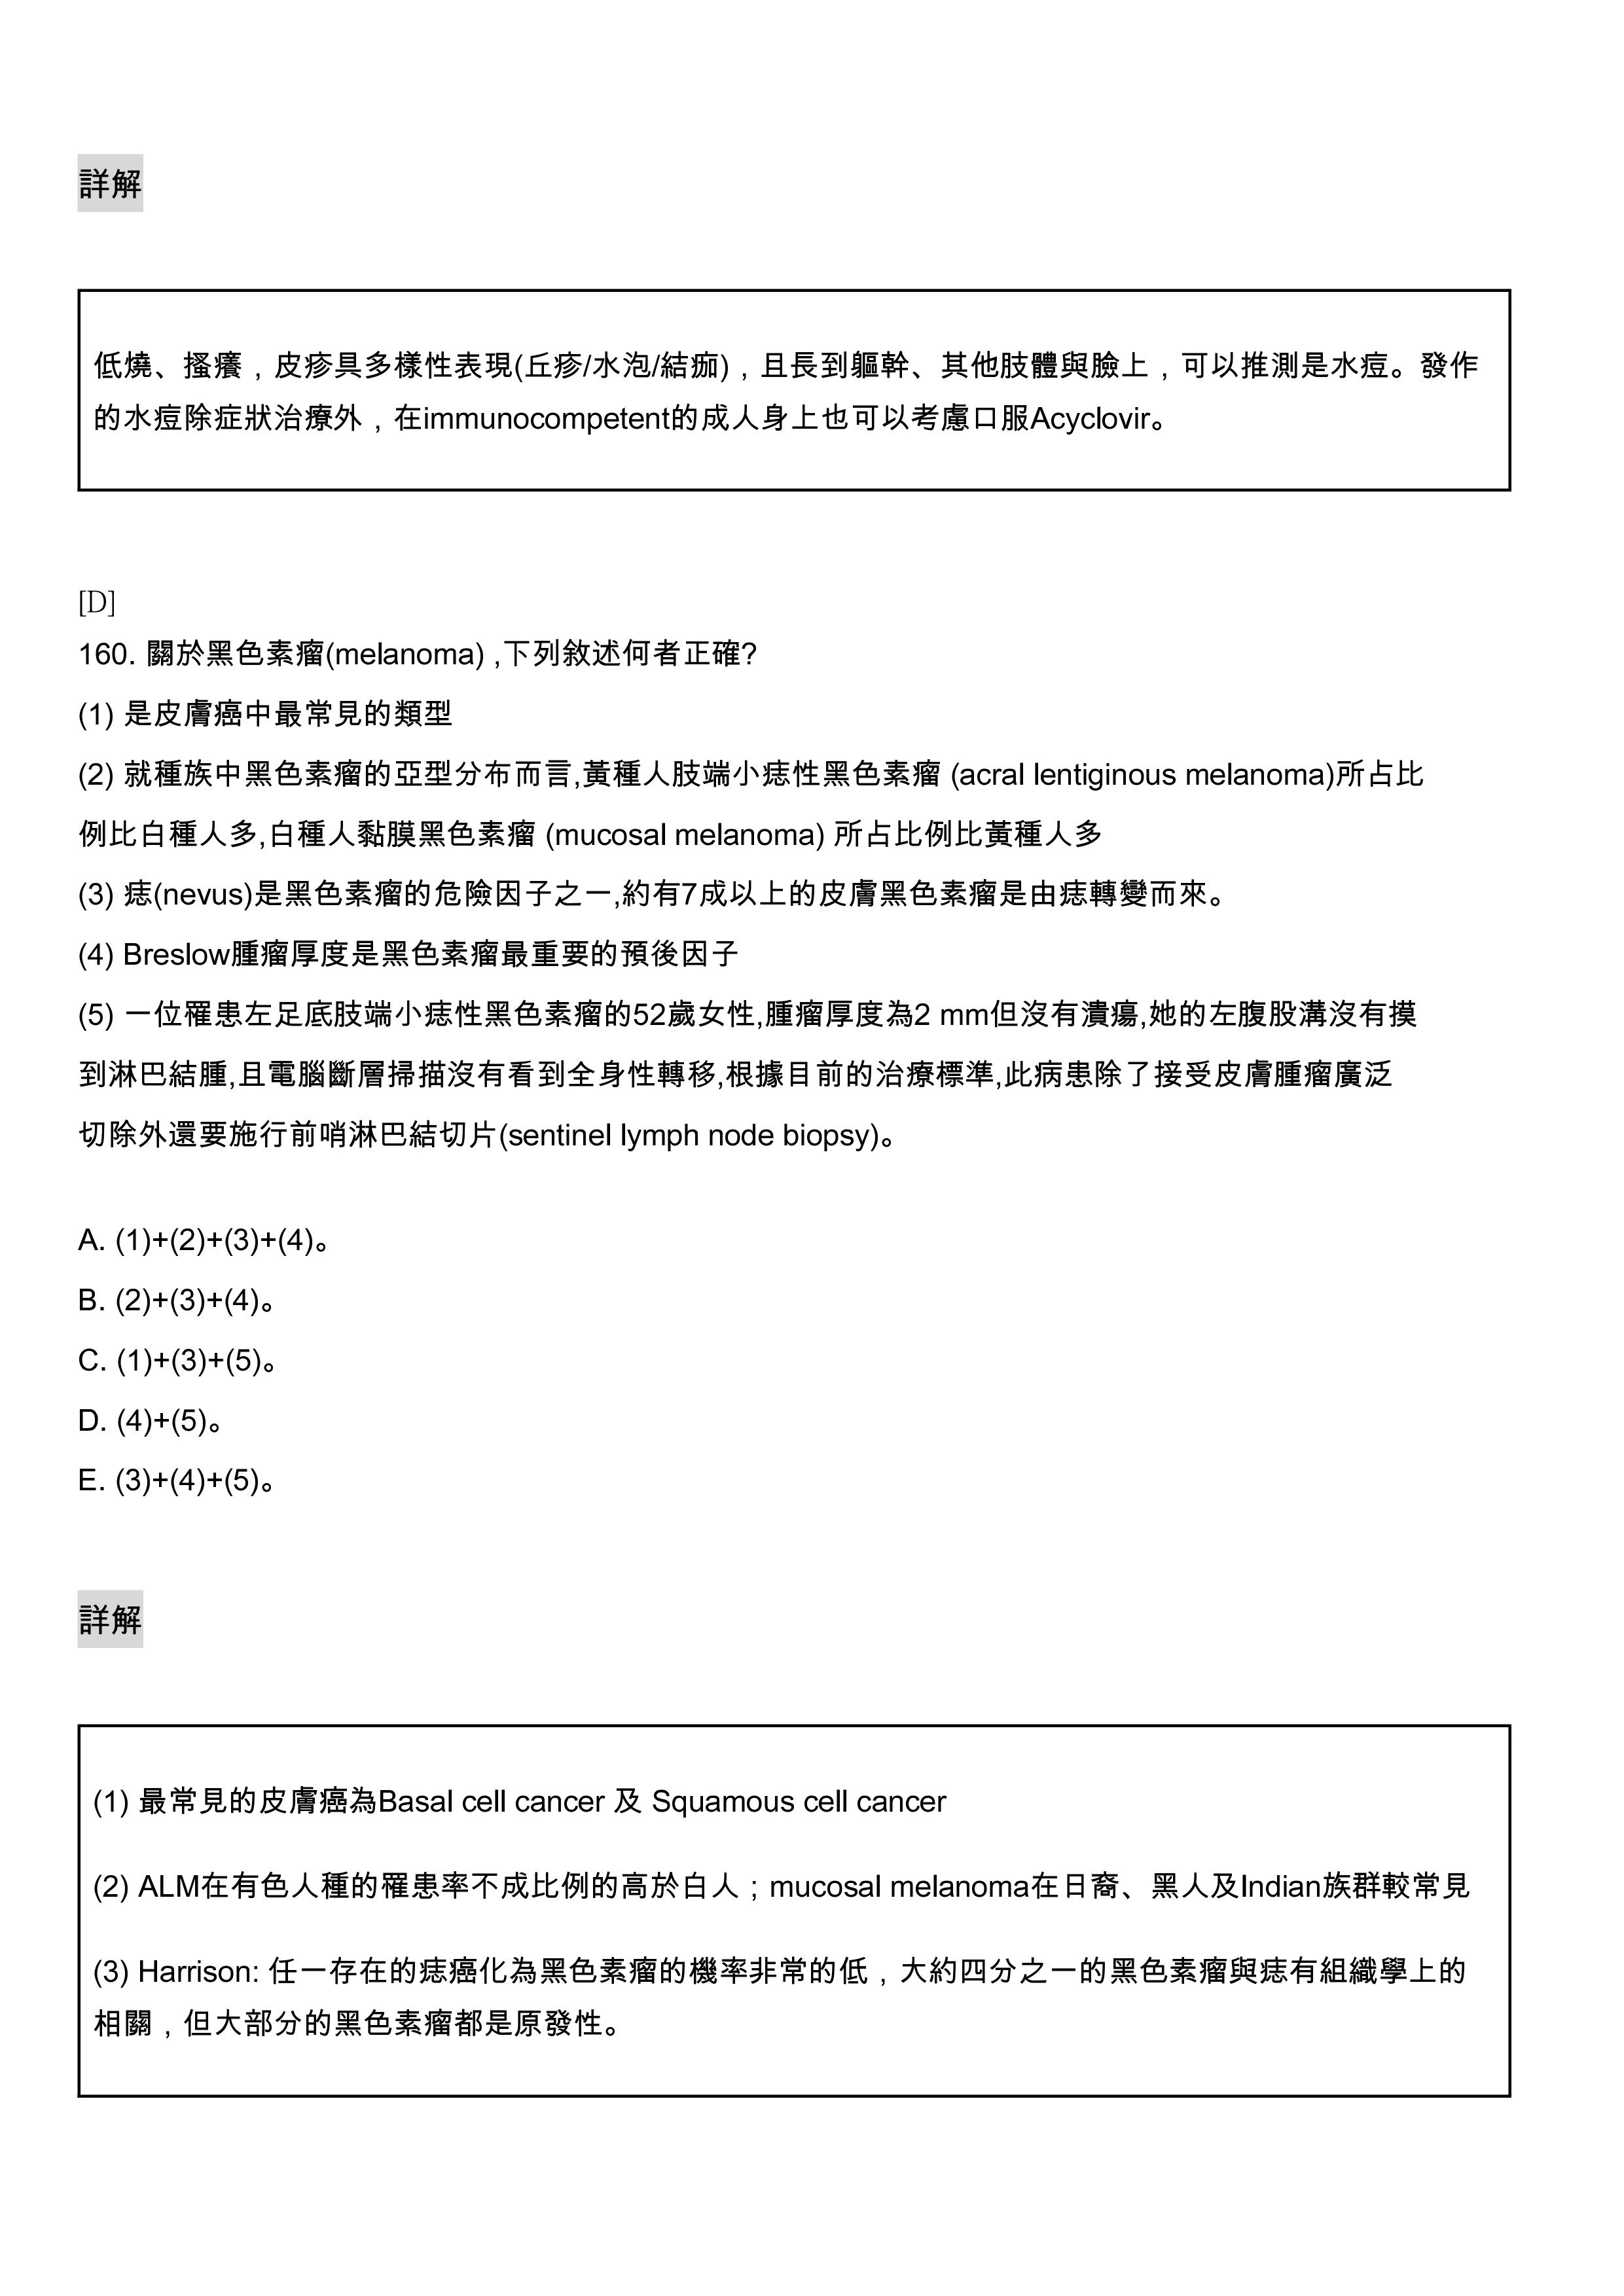 詳解
低燒、搔癢，皮疹具多樣性表現(丘疹/水泡/結痂)，且長到軀幹、其他肢體與臉上，可以推測是水痘。發作
的水痘除症狀治療外，在immunocompetent的成人身上也可以考慮口服Acyclovir。
[D]
160. 關於黑色素瘤(melanoma) ,下列敘述何者正確?
(1) 是皮膚癌中最常見的類型
(2) 就種族中黑色素瘤的亞型分布而言,黃種人肢端小痣性黑色素瘤 (acral lentiginous melanoma)所占比
例比白種人多,白種人黏膜黑色素瘤 (mucosal melanoma) 所占比例比黃種人多
(3) 痣(nevus)是黑色素瘤的危險因子之一,約有7成以上的皮膚黑色素瘤是由痣轉變而來。
(4) Breslow腫瘤厚度是黑色素瘤最重要的預後因子
(5) 一位罹患左足底肢端小痣性黑色素瘤的52歲女性,腫瘤厚度為2 mm但沒有潰瘍,她的左腹股溝沒有摸
到淋巴結腫,且電腦斷層掃描沒有看到全身性轉移,根據目前的治療標準,此病患除了接受皮膚腫瘤廣泛
切除外還要施行前哨淋巴結切片(sentinel lymph node biopsy)。
A. (1)+(2)+(3)+(4)。
B. (2)+(3)+(4)。
C. (1)+(3)+(5)。
D. (4)+(5)。
E. (3)+(4)+(5)。
詳解
(1) 最常見的皮膚癌為Basal cell cancer 及 Squamous cell cancer
(2) ALM在有色人種的罹患率不成比例的高於白人；mucosal melanoma在日裔、黑人及Indian族群較常見
(3) Harrison: 任一存在的痣癌化為黑色素瘤的機率非常的低，大約四分之一的黑色素瘤與痣有組織學上的
相關，但大部分的黑色素瘤都是原發性。